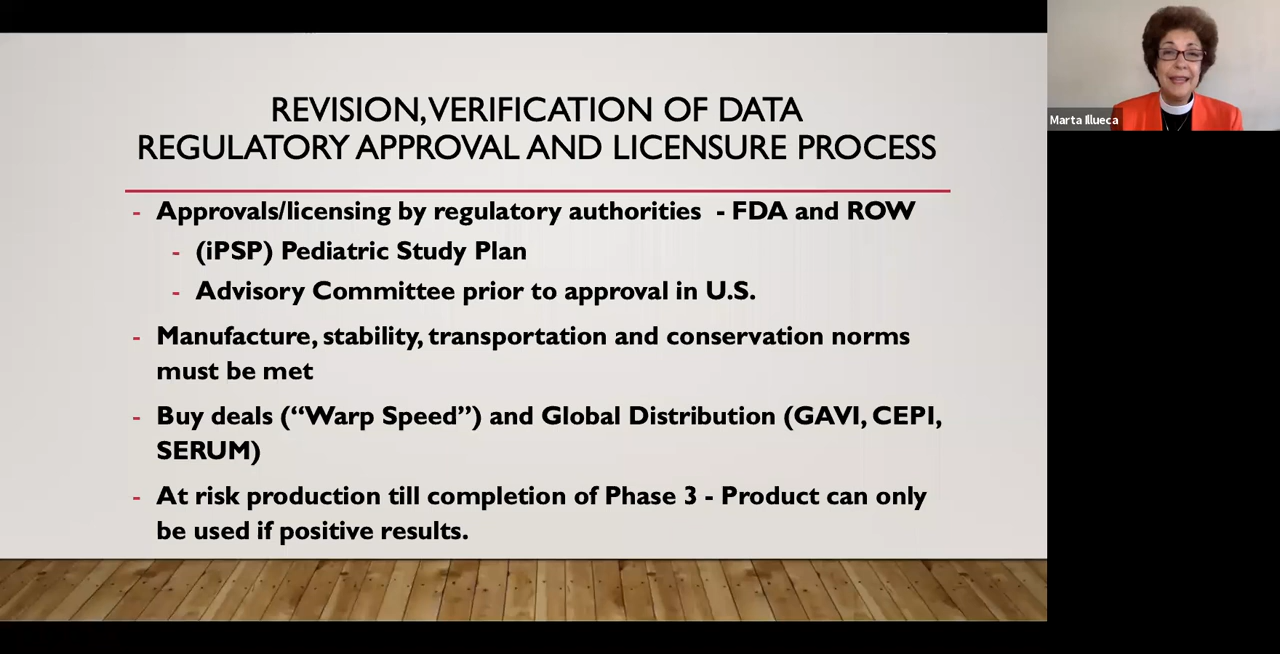 REVISION, VERIFICATION OF DATA
REGULATORY APPROVAL AND LICENSURE PROCESS
- Approvals/licensing by regulatory authorities - FDA and ROW
- (iPSP) Pediatric Study Plan
- Advisory Committee prior to approval in U.S.
- Manufacture, stability, transportation and conservation norms
must be met
- Buy deals (“Warp Speed”) and Global Distribution (GAVI, CEPI,
SERUM)
- At risk production till completion of Phase 3 - Product can only
be used if positive results.
Marta Illueca